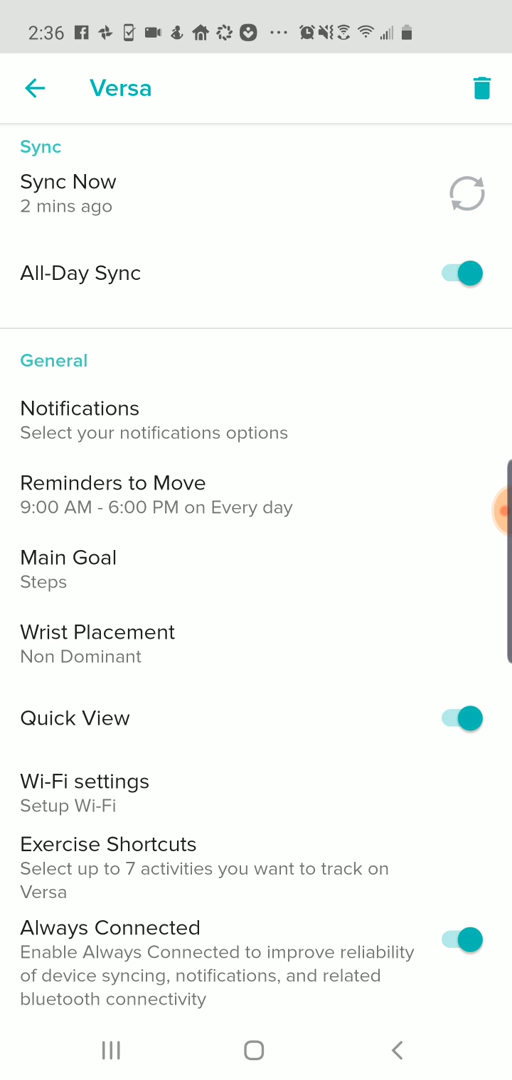 2:36
Versa
Sync
Sync Now
2 mins ago
All-Day Sync
General
Notifications
Select your notifications options
Reminders to Move
9:00 AM - 6:00 PM on Every day
Main Goal
Steps
Wrist Placement
Non Dominant
Quick View
Wi-Fi settings
Setup Wi-Fi
Exercise Shortcuts
Select up to 7 activities you want to track on
Versa
Always Connected
Enable Always Connected to improve reliability
of device syncing, notifications, and related
bluetooth connectivity